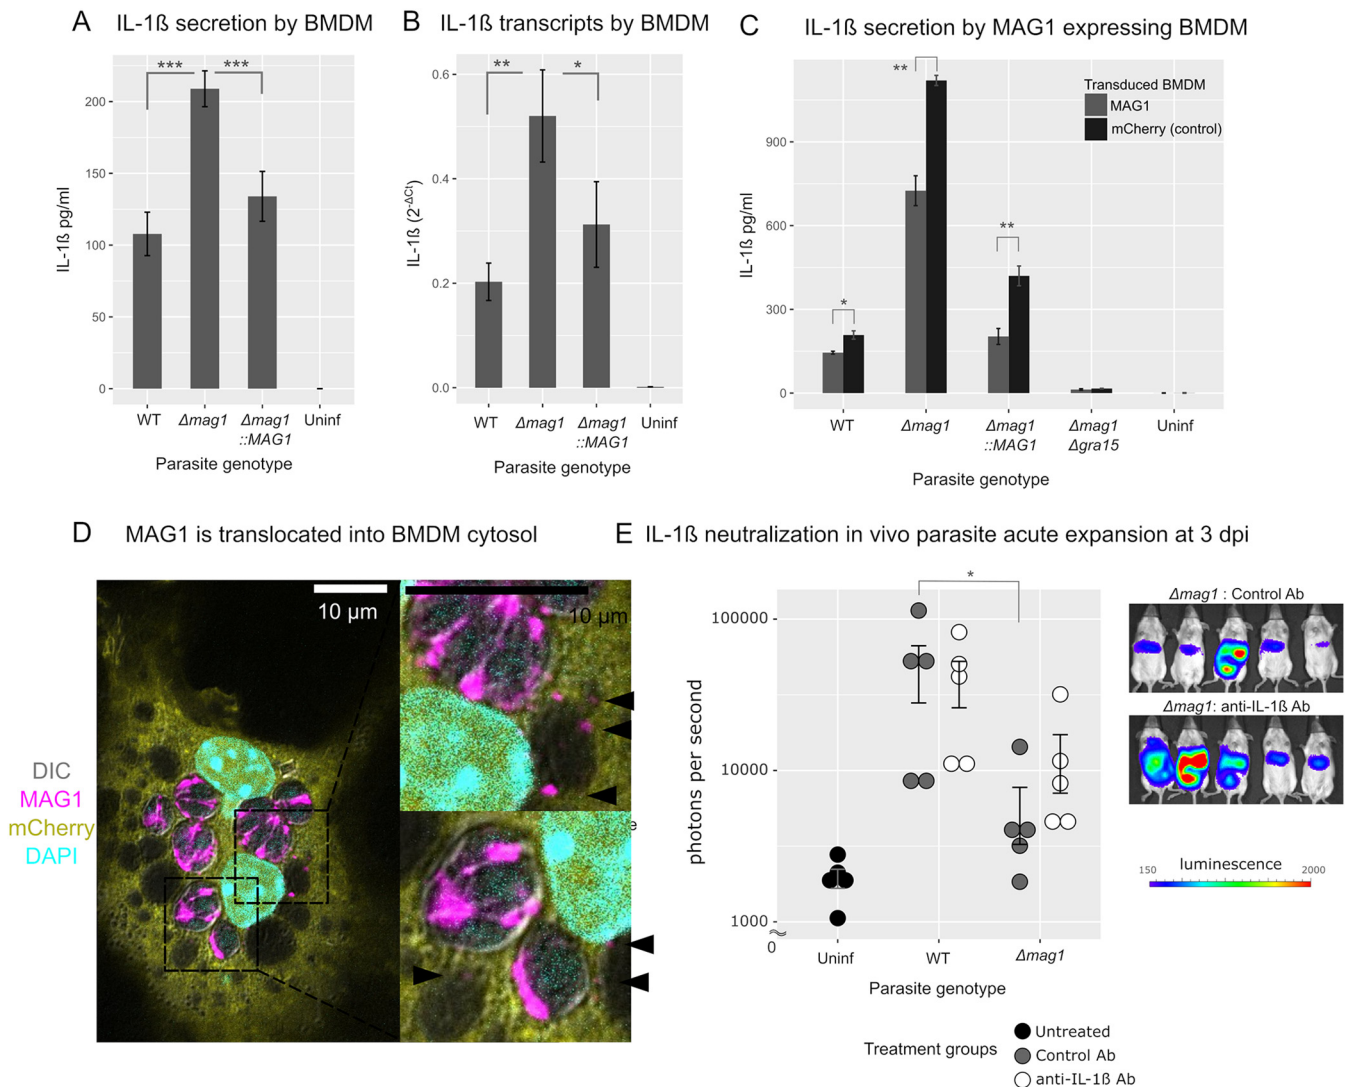 A IL-1ß secretion by BMDM
IL-1ß pg/ml
200
150
100
50
0
*** ***
WT Δmag1 Δmag1 ::MAG1 Uninf
Parasite genotype
B IL-1ß transcripts by BMDM
IL-1ß (2^-ΔCt)
0.6
0.4
0.2
0.0
** *
WT Δmag1 Δmag1 ::MAG1 Uninf
Parasite genotype
C IL-1ß secretion by MAG1 expressing BMDM
IL-1ß pg/ml
900
600
300
0
* ** **
Transduced BMDM
MAG1
mCherry (control)
WT Δmag1 Δmag1 ::MAG1 Δmag1 Δgra15 Uninf
Parasite genotype
D MAG1 is translocated into BMDM cytosol
DIC
MAG1
mCherry
DAPI
10 µm
10 µm
e
E IL-1ß neutralization in vivo parasite acute expansion at 3 dpi
photons per second
100000
10000
1000
0
*
Uninf WT Δmag1
Parasite genotype
Treatment groups
Untreated
Control Ab
anti-IL-1ß Ab
Δmag1 : Control Ab
Δmag1: anti-IL-1ß Ab
luminescence
150 2000